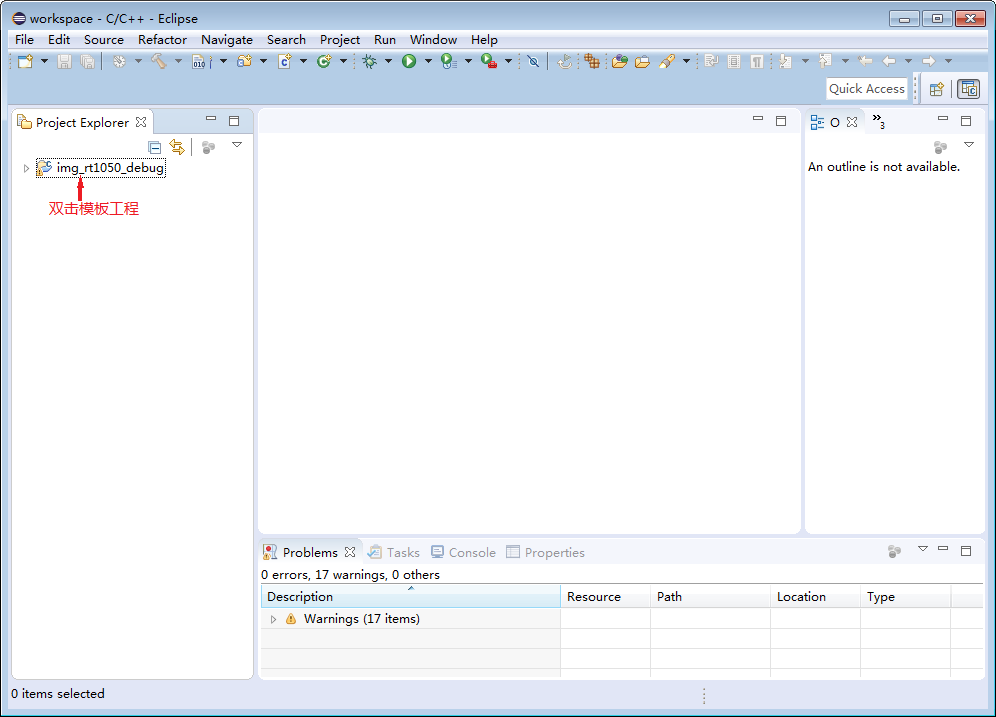 workspace - C/C++ - Eclipse
File Edit Source Refactor Navigate Search Project Run Window Help
010
Quick Access
Project Explorer
O
3
An outline is not available.
img_rt1050_debug
双击模板工程
Problems Tasks Console Properties
0 errors, 17 warnings, 0 others
Description Resource Path Location Type
Warnings (17 items)
0 items selected